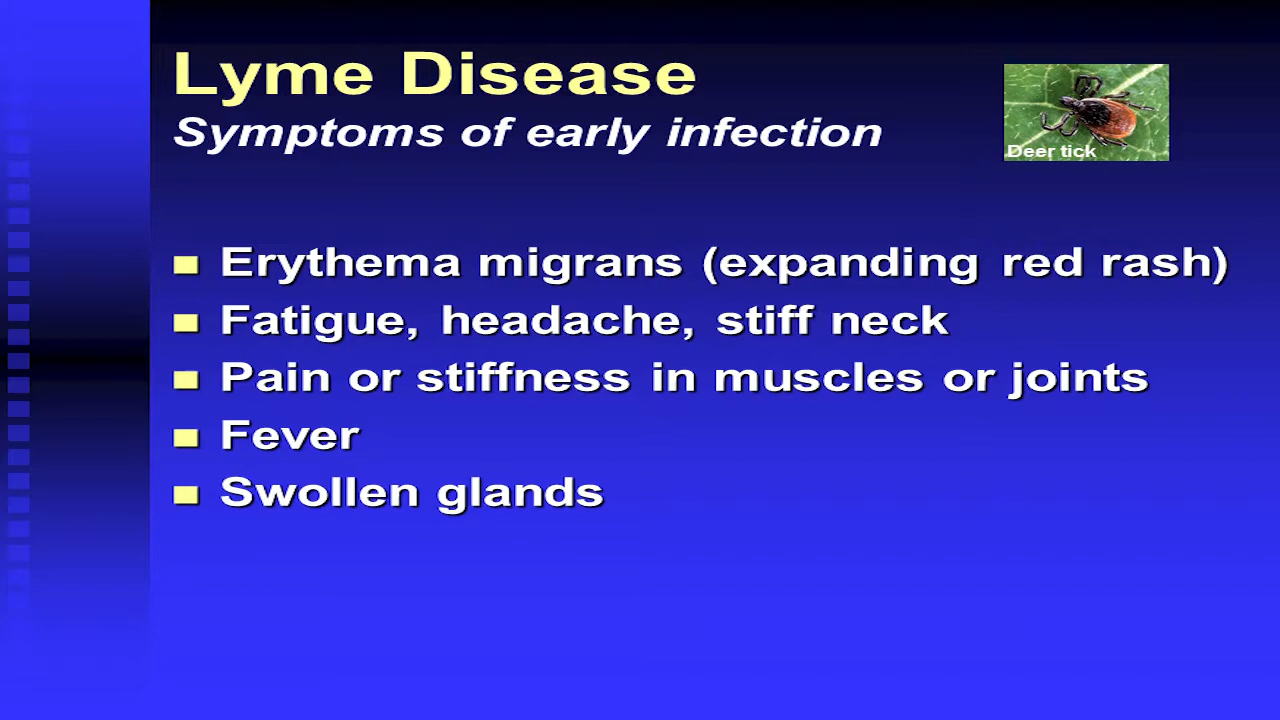 Lyme Disease
Symptoms of early infection
Deer tick
Erythema migrans (expanding red rash)
Fatigue, headache, stiff neck
Pain or stiffness in muscles or joints
Fever
Swollen glands